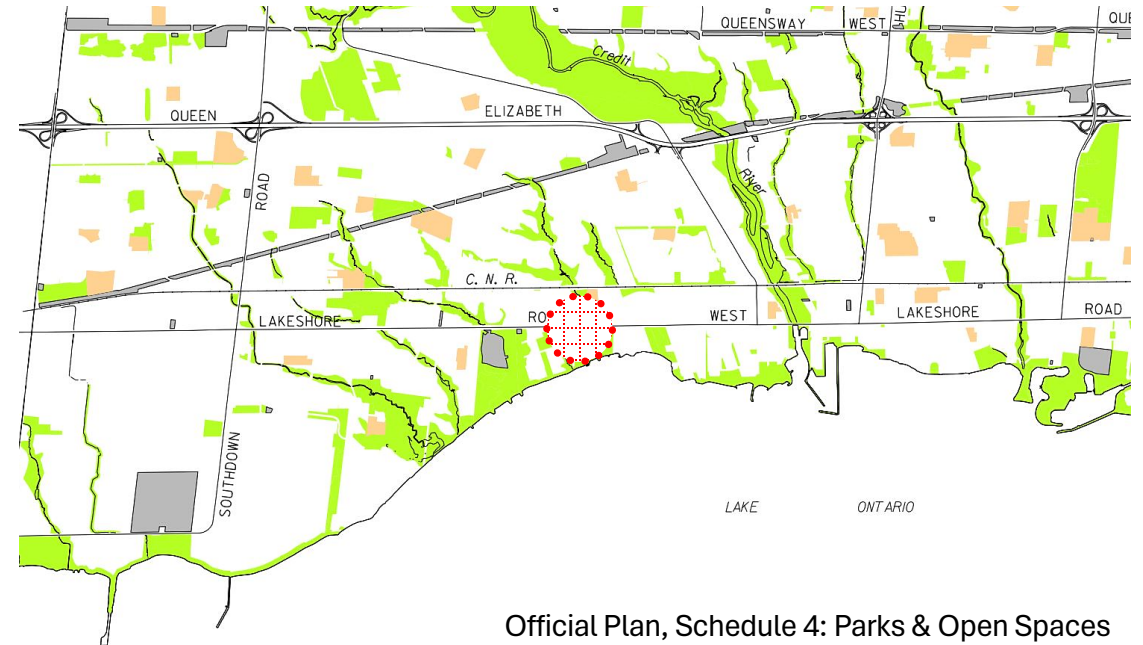 QUEENSWAY WEST
QUE
Credit
QUEEN
ELIZABETH
River
ROAD
C. N. R.
LAKESHORE
RO
WEST
LAKESHORE
ROAD
SOUTHDOWN
LAKE ONTARIO
Official Plan, Schedule 4: Parks & Open Spaces